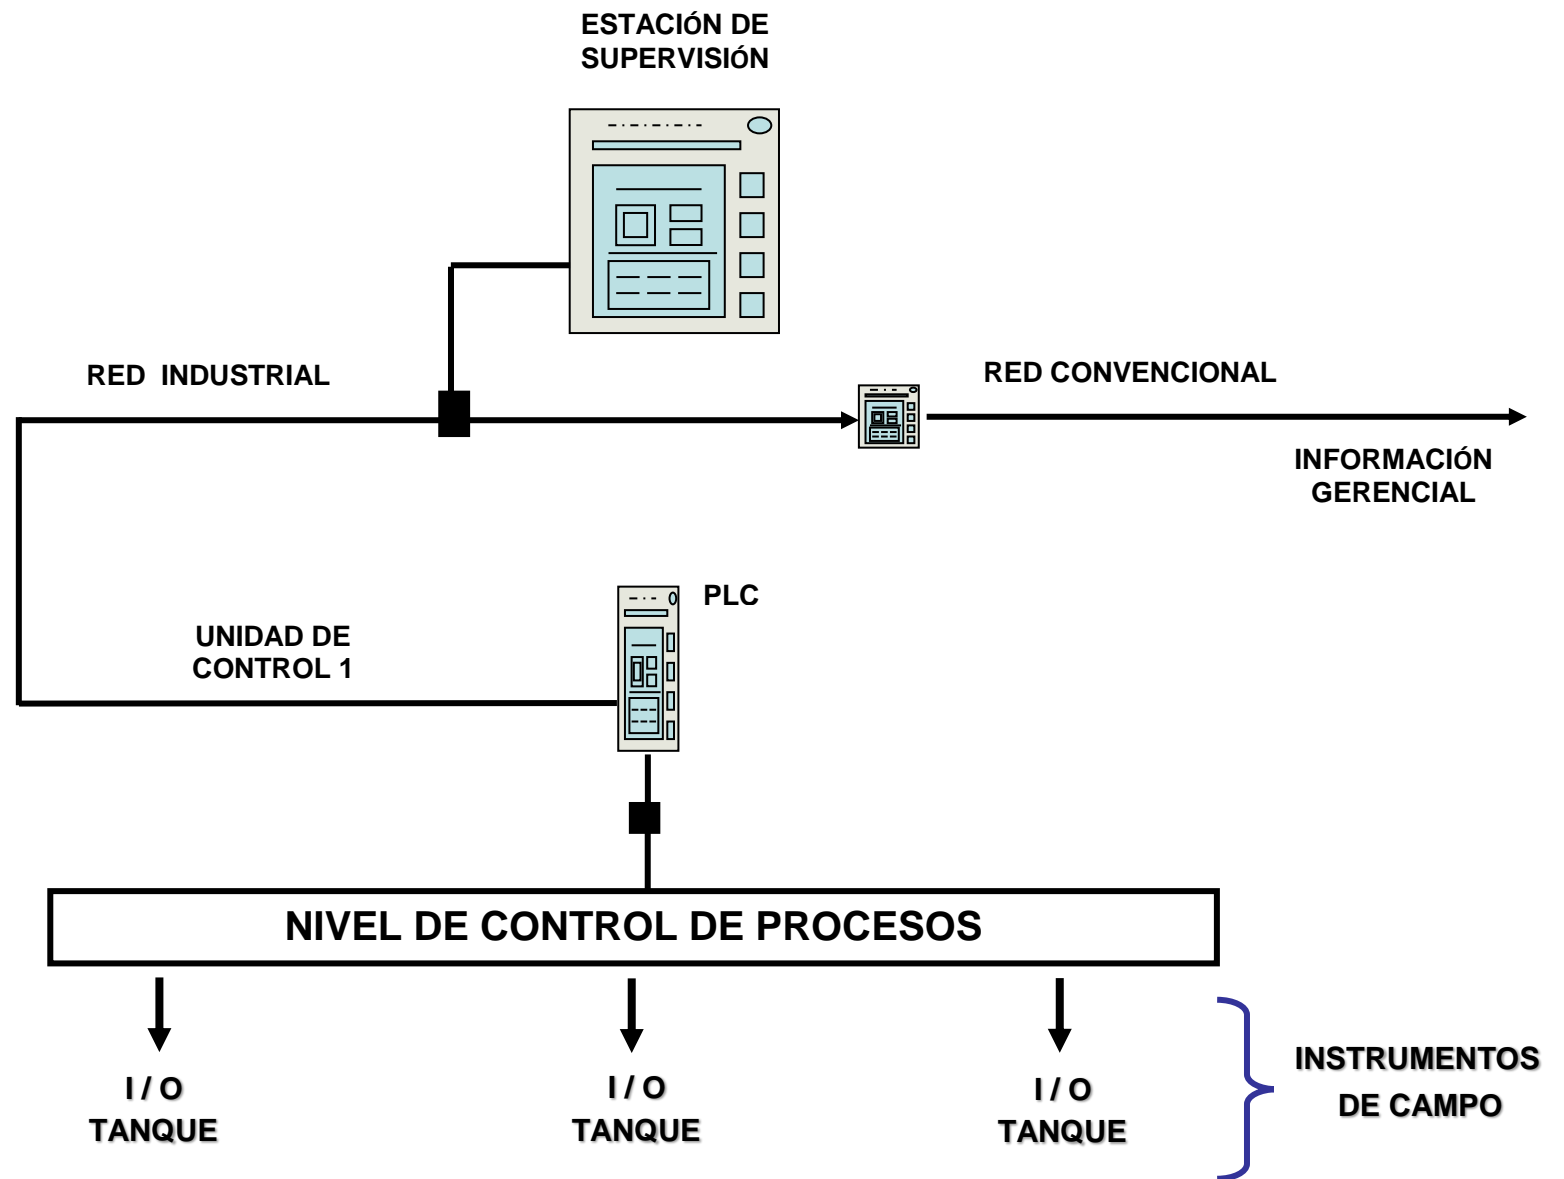 ESTACIÓN DE
SUPERVISIÓN
RED INDUSTRIAL
RED CONVENCIONAL
INFORMACIÓN
GERENCIAL
PLC
UNIDAD DE
CONTROL 1
NIVEL DE CONTROL DE PROCESOS
I / O
TANQUE
I / O
TANQUE
I / O
TANQUE
INSTRUMENTOS
DE CAMPO